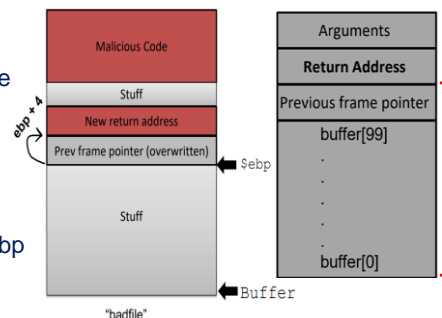 Malicious Code
e
Stuff
ebp + 4
New return address
Prev frame pointer (overwritten)
$ebp
Stuff
bp
Buffer
"badfile"
Arguments
Return Address
Previous frame pointer
buffer[99]
.
.
.
.
.
buffer[0]